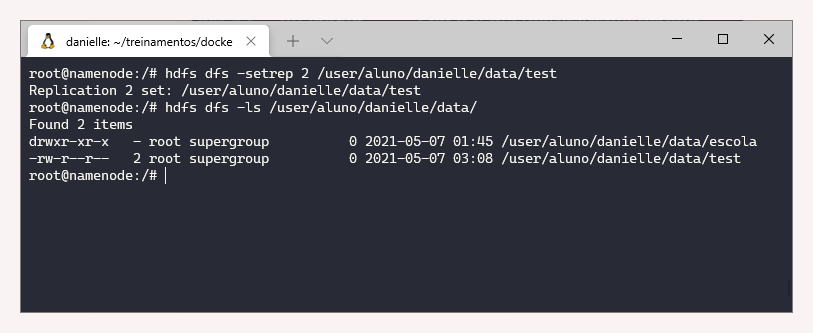 danielle: ~/treinamentos/docke
root@namenode:/# hdfs dfs -setrep 2 /user/aluno/danielle/data/test
Replication 2 set: /user/aluno/danielle/data/test
root@namenode:/# hdfs dfs -ls /user/aluno/danielle/data/
Found 2 items
drwxr-xr-x   - root supergroup          0 2021-05-07 01:45 /user/aluno/danielle/data/escola
-rw-r--r--   2 root supergroup          0 2021-05-07 03:08 /user/aluno/danielle/data/test
root@namenode:/#